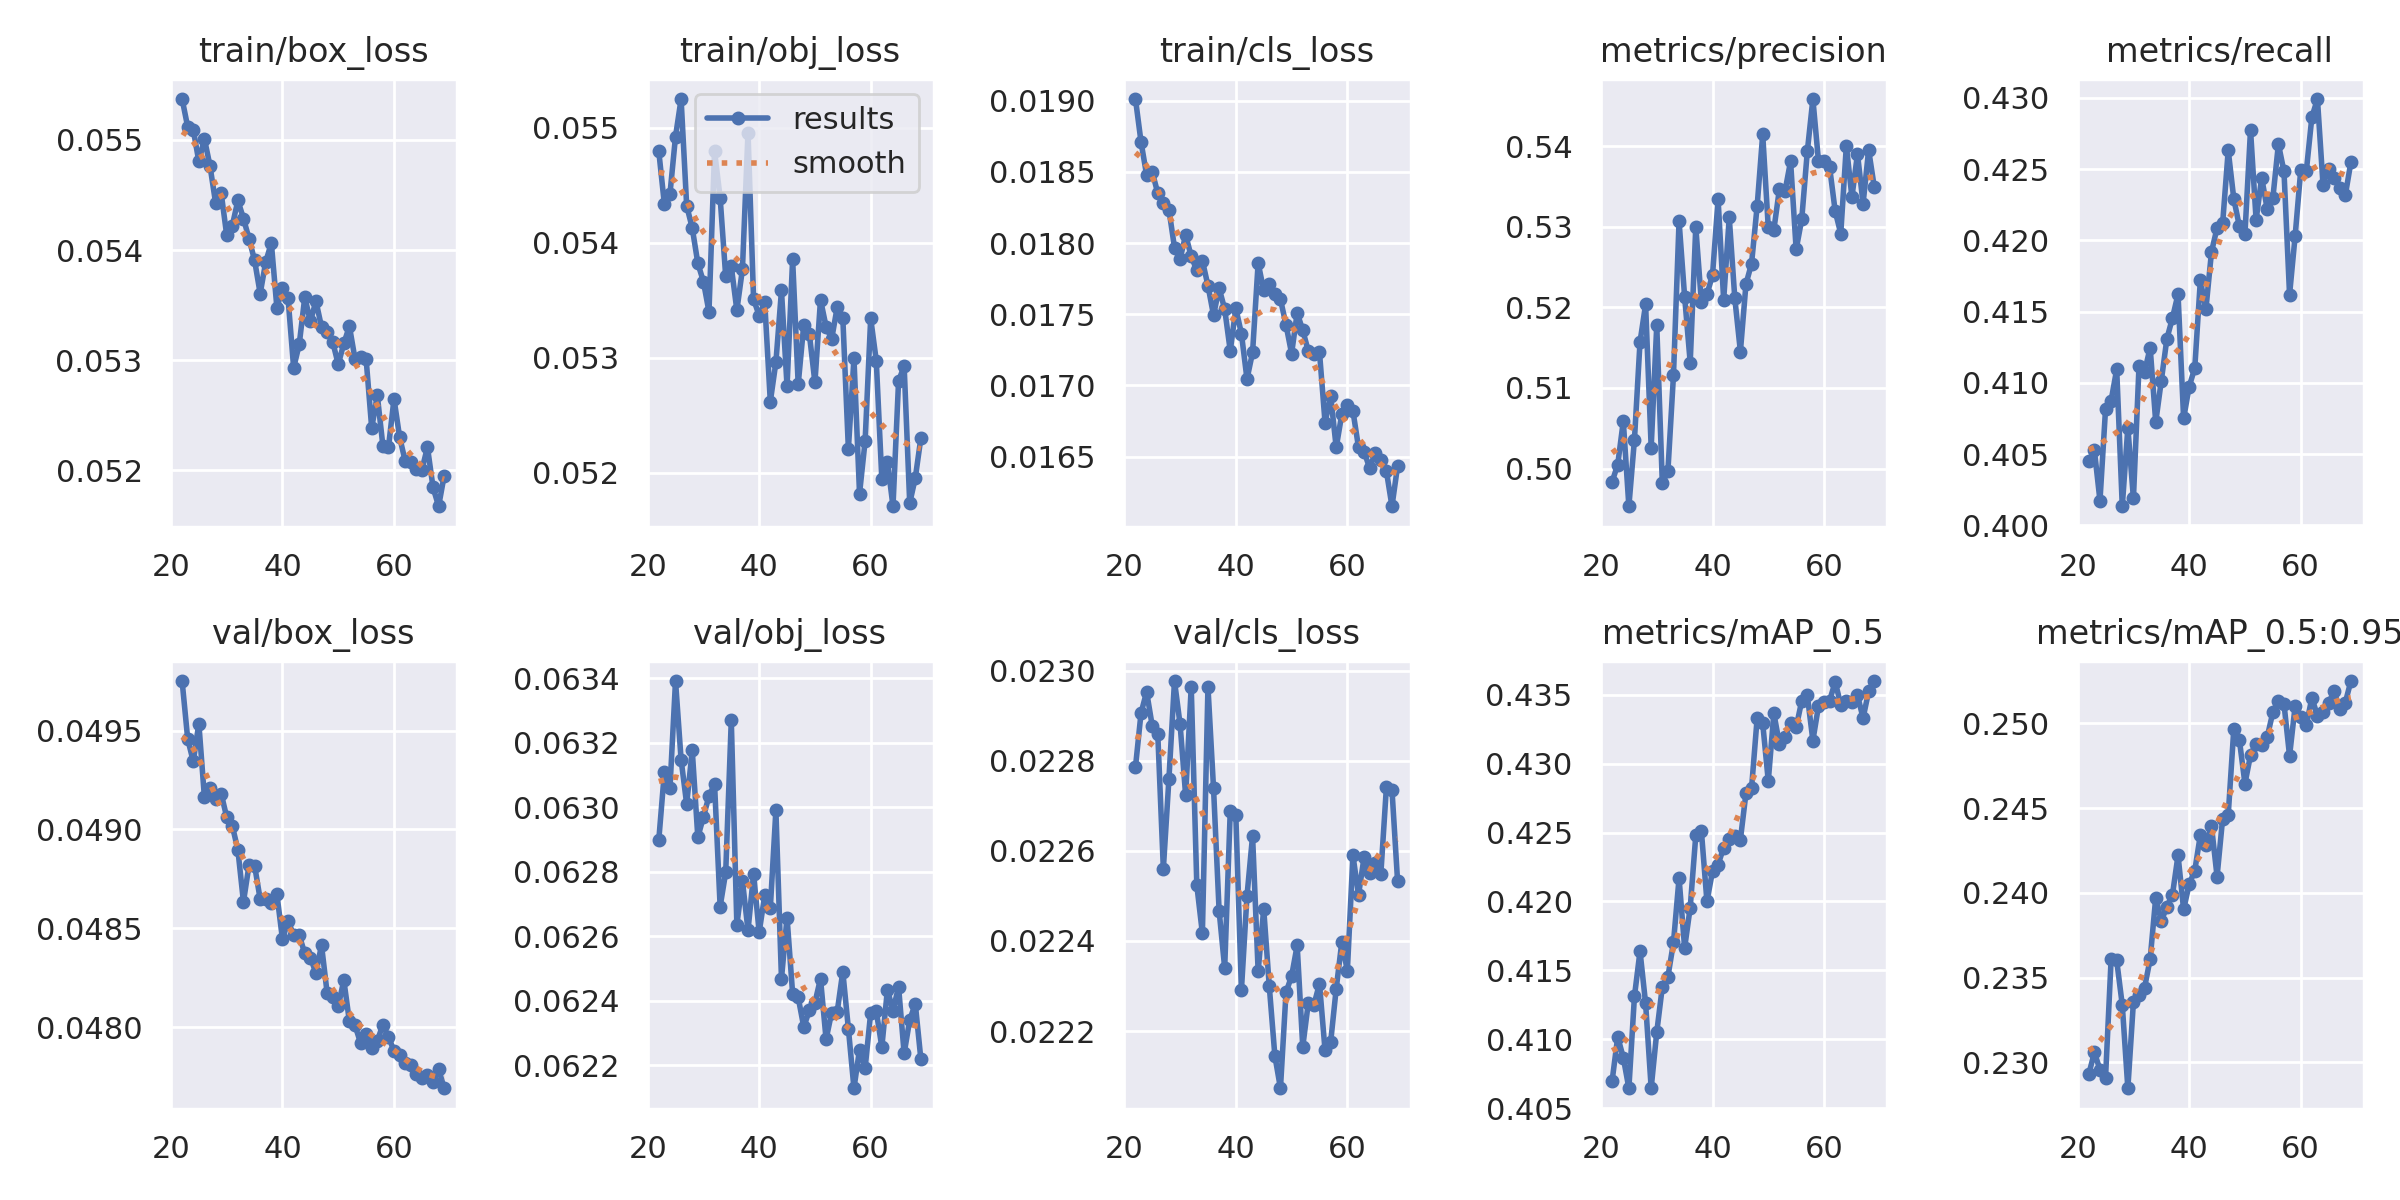 train/box_loss
0.055
0.054
0.053
0.052
20 40 60
train/obj_loss
results
smooth
0.055
0.054
0.053
0.052
20 40 60
train/cls_loss
0.0190
0.0185
0.0180
0.0175
0.0170
0.0165
20 40 60
metrics/precision
0.54
0.53
0.52
0.51
0.50
20 40 60
metrics/recall
0.430
0.425
0.420
0.415
0.410
0.405
0.400
20 40 60
val/box_loss
0.0495
0.0490
0.0485
0.0480
20 40 60
val/obj_loss
0.0634
0.0632
0.0630
0.0628
0.0626
0.0624
0.0622
20 40 60
val/cls_loss
0.0230
0.0228
0.0226
0.0224
0.0222
20 40 60
metrics/mAP_0.5
0.435
0.430
0.425
0.420
0.415
0.410
0.405
20 40 60
metrics/mAP_0.5:0.95
0.250
0.245
0.240
0.235
0.230
20 40 60